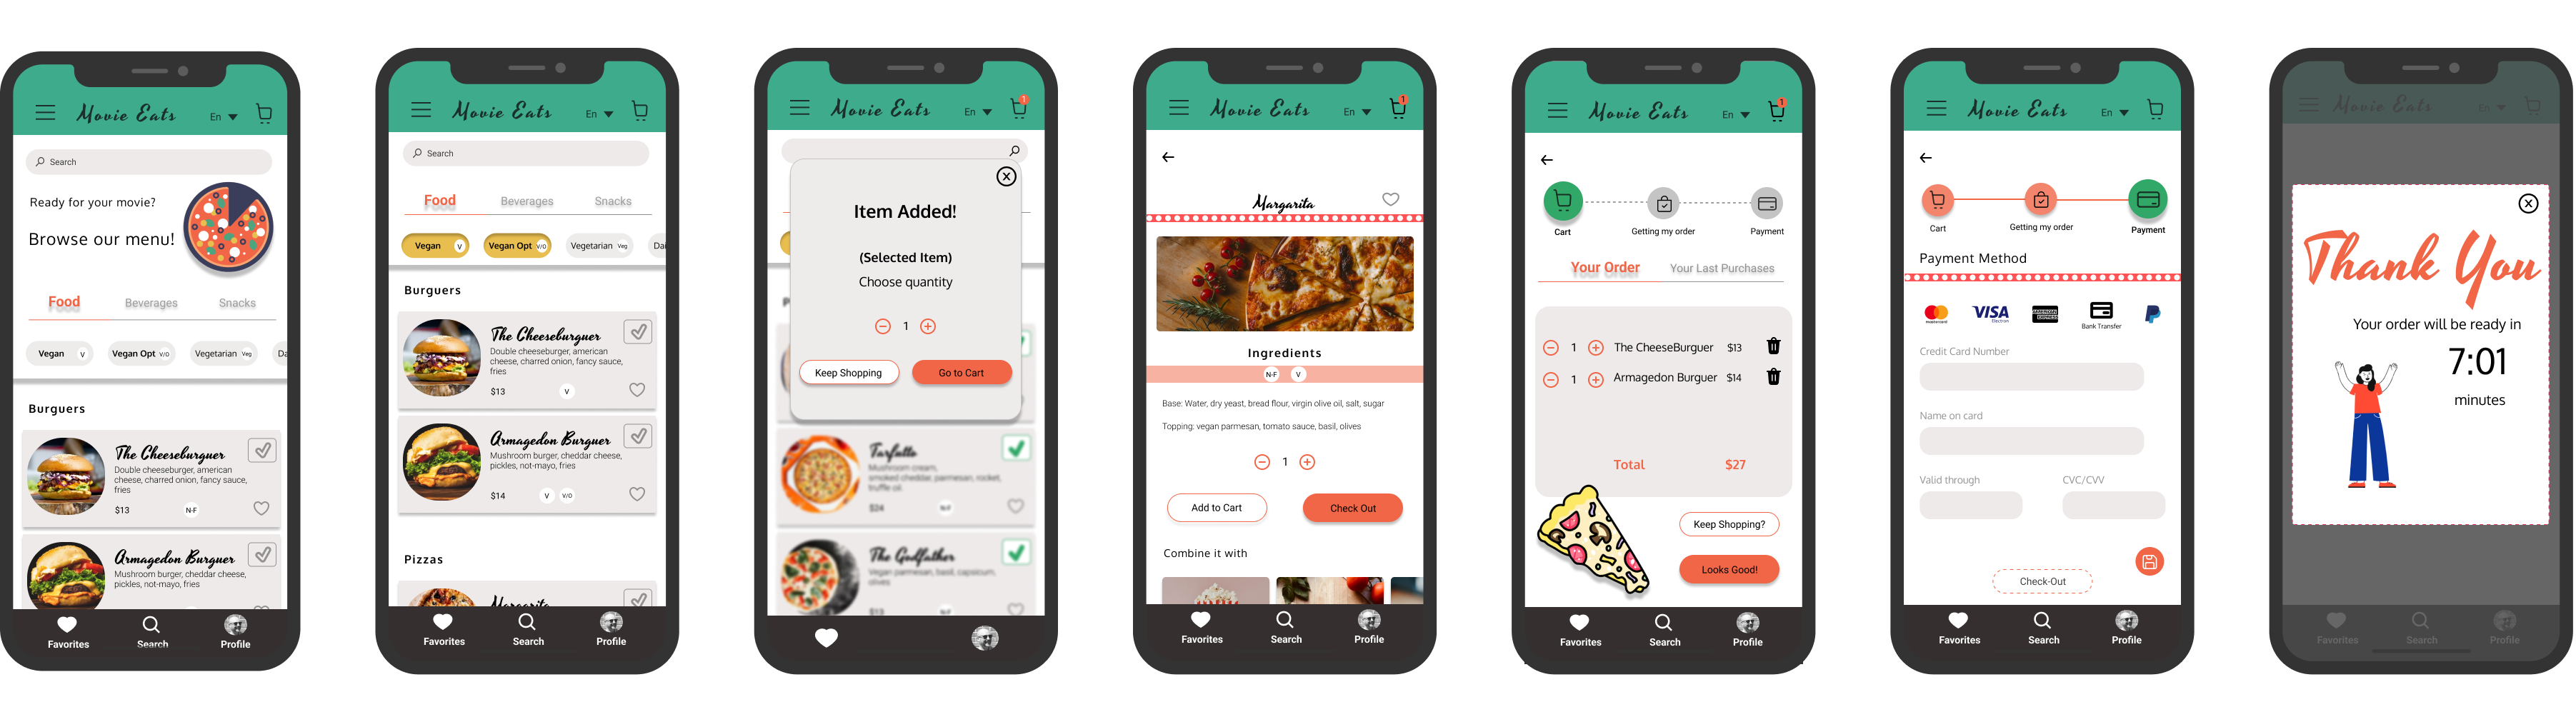 Movie Eats
En
Search
Ready for your movie?
Browse our menu!
Food Beverages Snacks
Vegan V Vegan Opt V/O Vegetarian Veg Da
Burguers
The Cheeseburguer
Double cheeseburger, american
cheese, charred onion, fancy sauce,
fries
$13 N-F
Armagedon Burguer
Mushroom burger, cheddar cheese,
pickles, not-mayo, fries
Favorites Search Profile
Movie Eats
En
Search
Food Beverages Snacks
Vegan V Vegan Opt V/O Vegetarian Veg Dai
Burguers
The Cheeseburguer
Double cheeseburger, american
cheese, charred onion, fancy sauce,
fries
$13 V
Armagedon Burguer
Mushroom burger, cheddar cheese,
pickles, not-mayo, fries
$14 V V/O
Pizzas
Margarita
Favorites Search Profile
Movie Eats
En 1
Item Added!
(Selected Item)
Choose quantity
1
Keep Shopping Go to Cart
P
Tarfutto
Mushroom cream,
smoked cheddar, parmesan, rocket,
truffle oil.
$24 N-F
The Godfather
Vegan parmesan, basil, capsicum,
olives
$13 N-F
Movie Eats
En 1
Margarita
Ingredients
N-F V
Base: Water, dry yeast, bread flour, virgin olive oil, salt, sugar
Topping: vegan parmesan, tomato sauce, basil, olives
1
Add to Cart Check Out
Combine it with
Favorites Search Profile
Movie Eats
En 1
Cart Getting my order Payment
Your Order Your Last Purchases
1 The CheeseBurguer $13
1 Armagedon Burguer $14
Total $27
Keep Shopping?
Looks Good!
Favorites Search Profile
Movie Eats
En
Cart Getting my order Payment
Payment Method
mastercard VISA Electron AMERICAN EXPRESS Bank Transfer
Credit Card Number
Name on card
Valid through CVC/CVV
Check-Out
Favorites Search Profile
Movie Eats
En
Thank You
Your order will be ready in
7:01
minutes
Favorites Search Profile